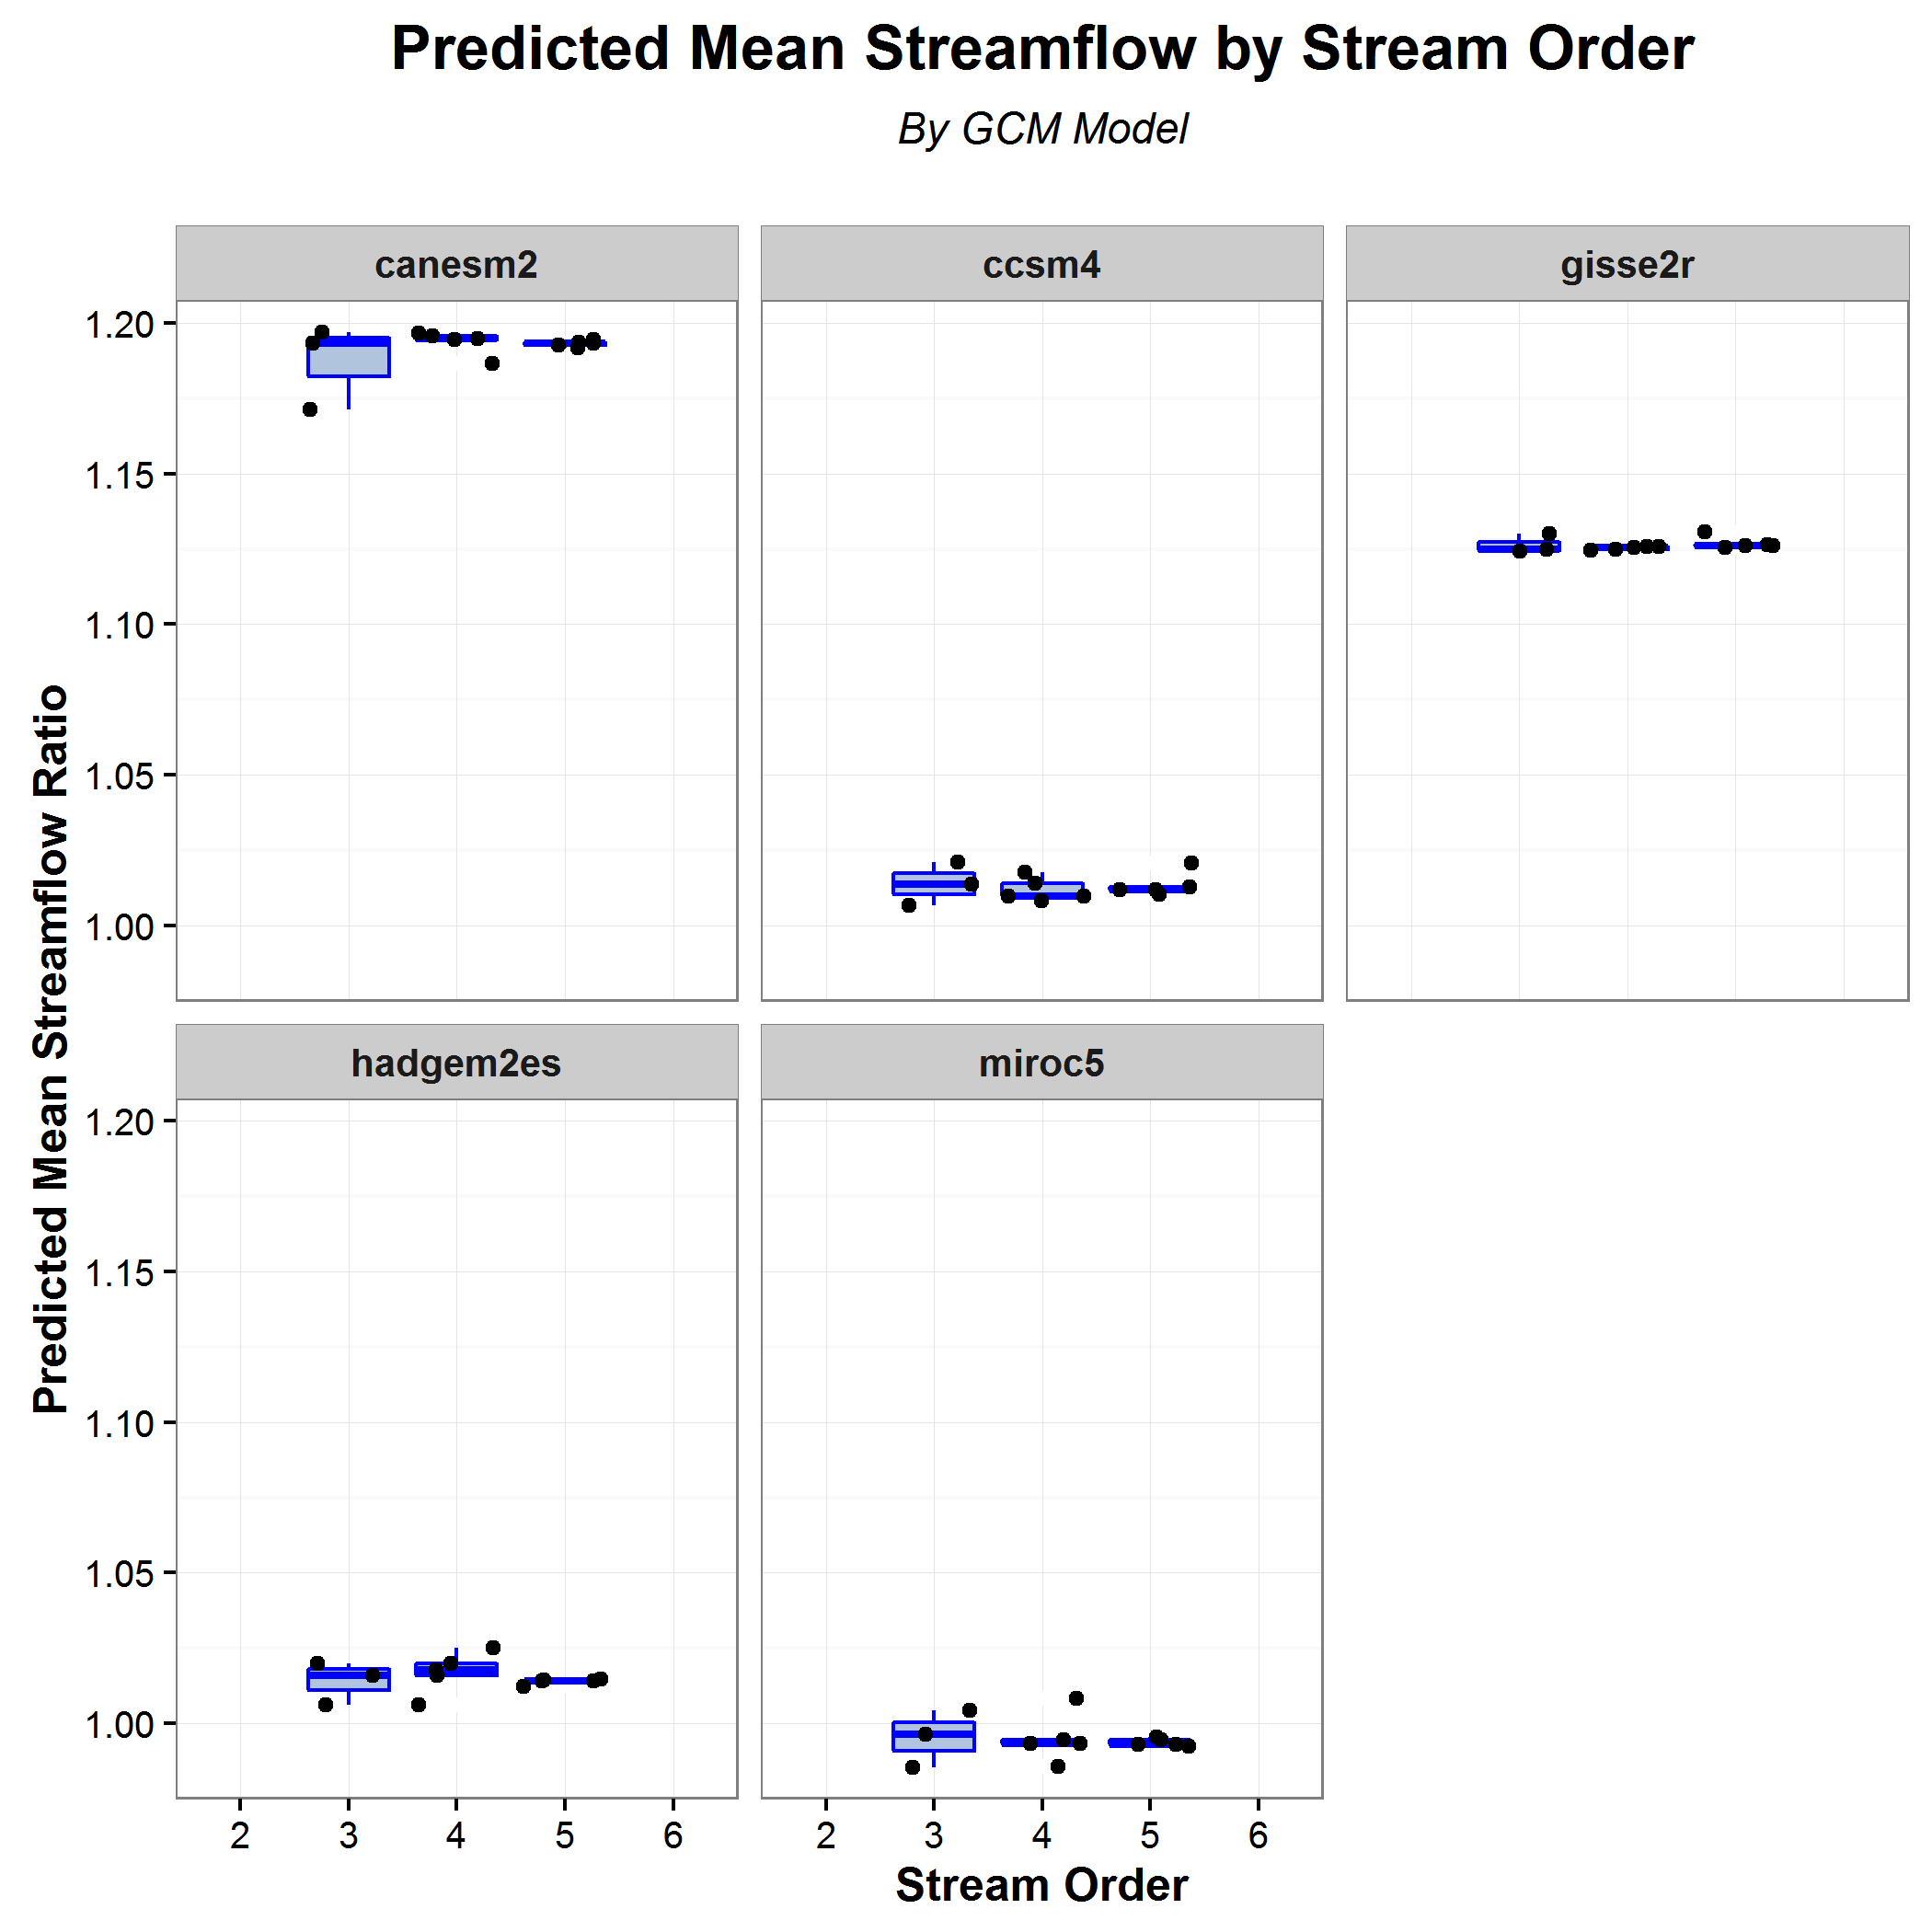 Predicted Mean Streamflow by Stream Order
By GCM Model
canesm2
ccsm4
gisse2r
1.20
1.15
1.10
1.05
1.00
Predicted Mean Streamflow Ratio
hadgem2es
miroc5
1.20
1.15
1.10
1.05
1.00
2 3 4 5 6
2 3 4 5 6
Stream Order